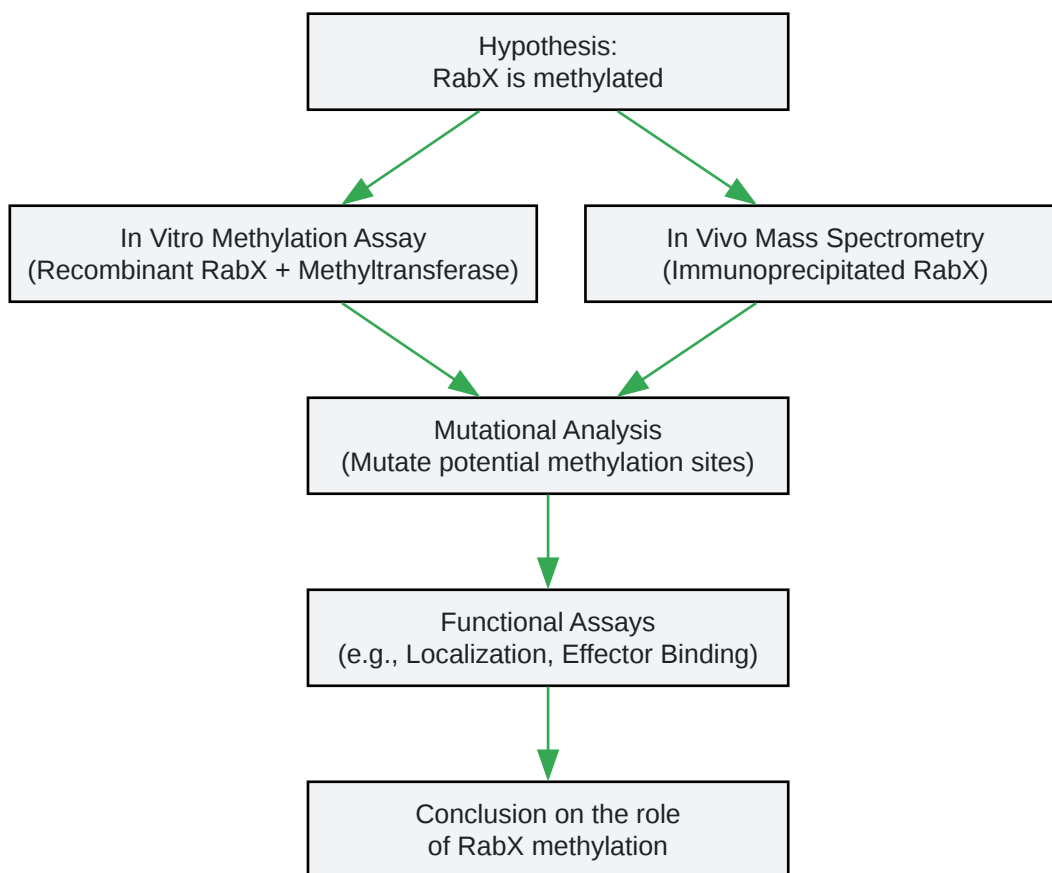 Hypothesis:
RabX is methylated
In Vitro Methylation Assay
(Recombinant RabX + Methyltransferase)
In Vivo Mass Spectrometry
(Immunoprecipitated RabX)
Mutational Analysis
(Mutate potential methylation sites)
Functional Assays
(e.g., Localization, Effector Binding)
Conclusion on the role
of RabX methylation